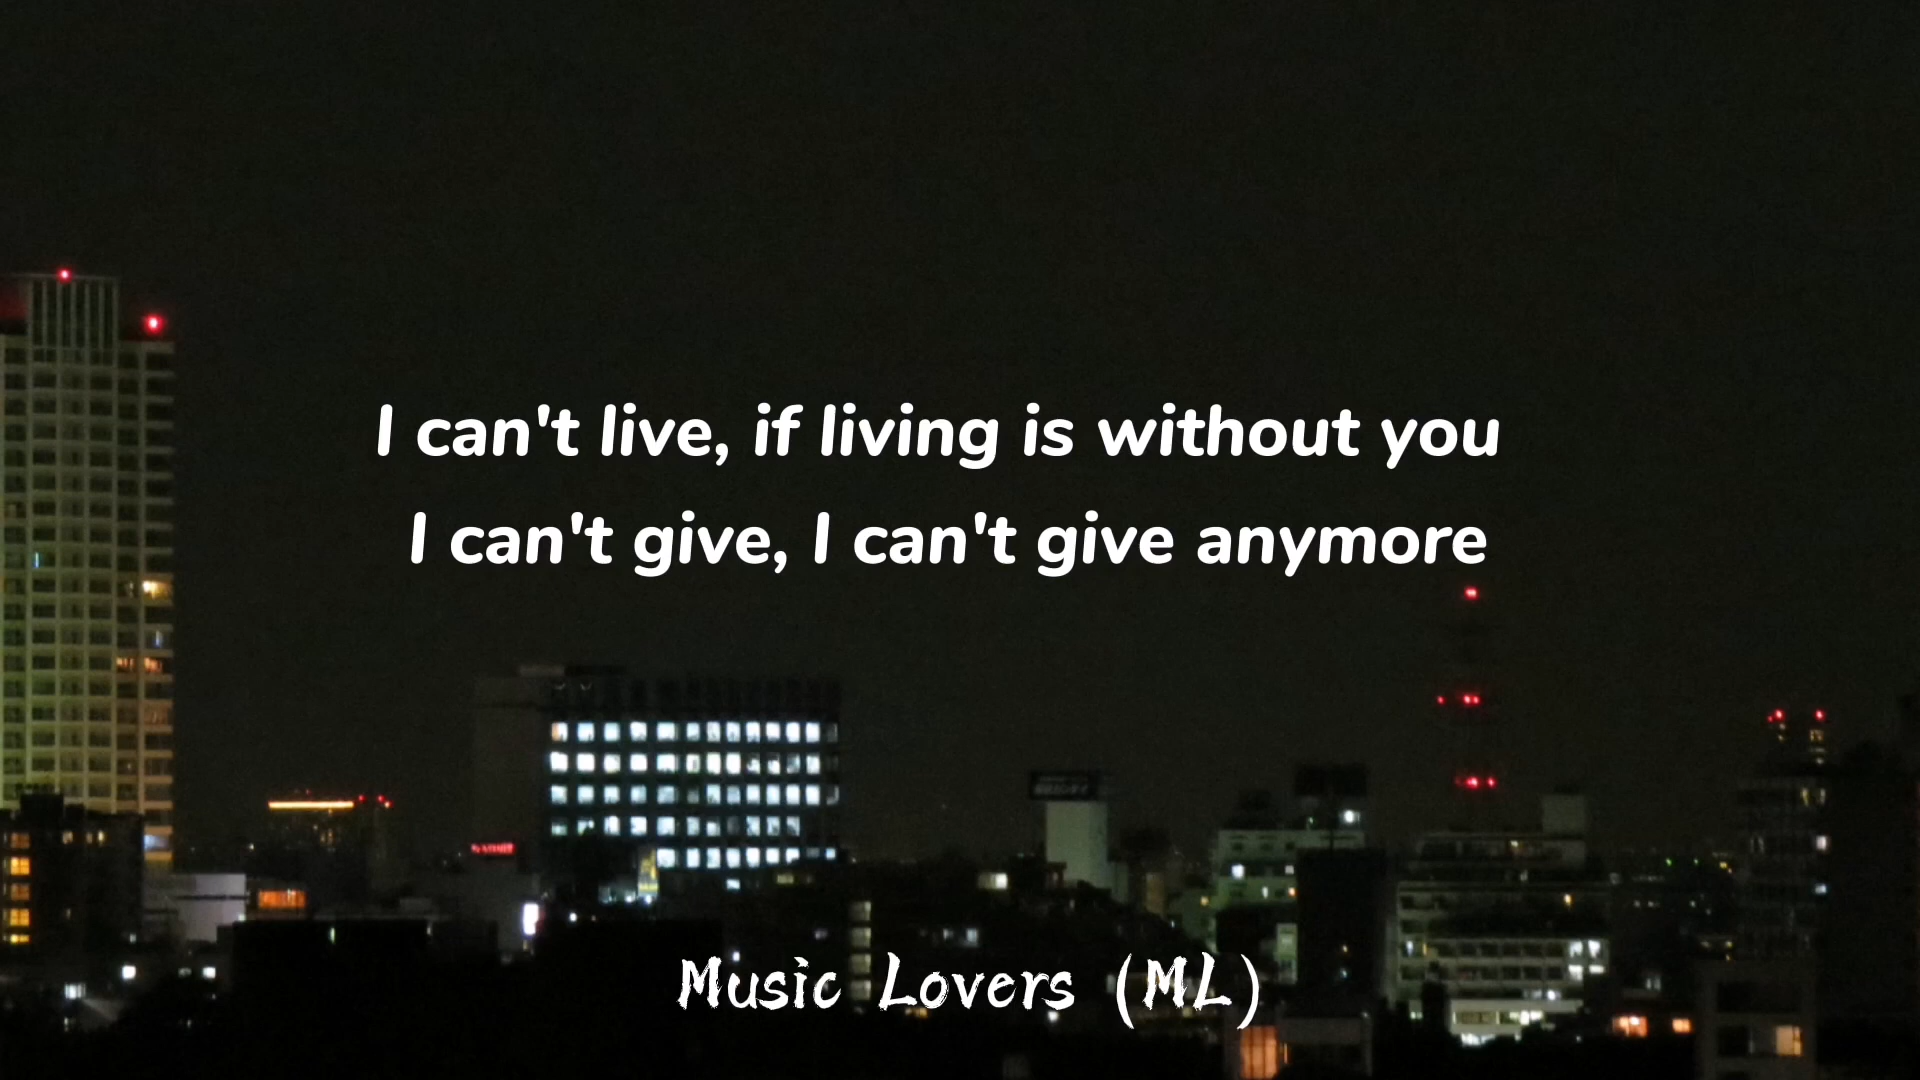 I can't live, if living is without you
I can't give, I can't give anymore
Music Lovers (ML)